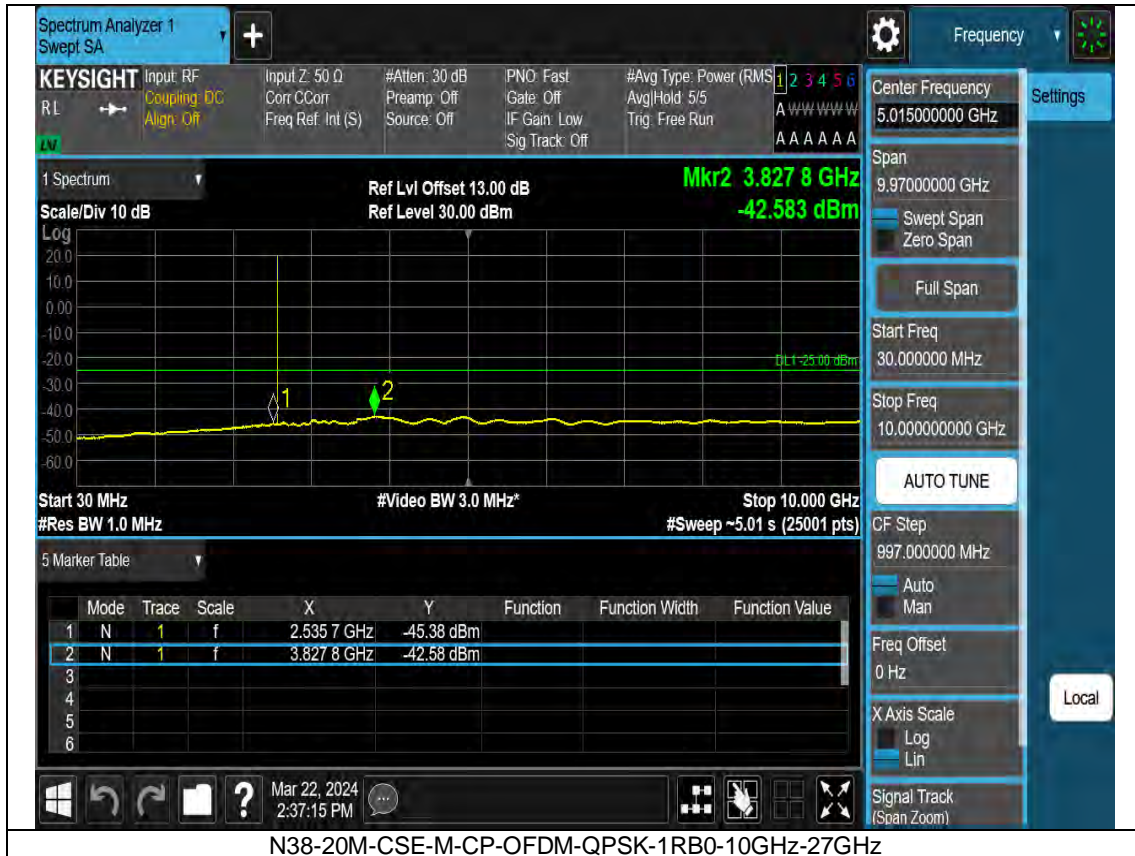 Spectrum Analyzer 1
Swept SA
Frequency
KEYSIGHT Input: RF Input Z: 50 Ω #Atten: 30 dB PNO: Fast #Avg Type: Power (RMS 1 2 3 4 5 6
RL Coupling: DC Corr CCorr Preamp: Off Gate: Off Avg|Hold: 5/5 A W W W W W
Align: Off Freq Ref: Int (S) Source: Off IF Gain: Low Trig: Free Run
Sig Track: Off A A A A A A
Center Frequency
5.015000000 GHz
Settings
1 Spectrum
Ref Lvl Offset 13.00 dB
Mkr2 3.827 8 GHz
Scale/Div 10 dB
Ref Level 30.00 dBm
-42.583 dBm
Log
20.0
10.0
0.00
-10.0
-20.0
DL1 -25.00 dBm
-30.0
1
2
-40.0
-50.0
-60.0
Start 30 MHz #Video BW 3.0 MHz* Stop 10.000 GHz
#Res BW 1.0 MHz #Sweep ~5.01 s (25001 pts)
Span
9.97000000 GHz
Swept Span
Zero Span
Full Span
Start Freq
30.000000 MHz
Stop Freq
10.000000000 GHz
AUTO TUNE
CF Step
997.000000 MHz
Auto
Man
Freq Offset
0 Hz
X Axis Scale
Log
Lin
Signal Track
(Span Zoom)
Local
5 Marker Table
Mode Trace Scale X Y Function Function Width Function Value
1 N 1 f 2.535 7 GHz -45.38 dBm
2 N 1 f 3.827 8 GHz -42.58 dBm
3
4
5
6
Mar 22, 2024
2:37:15 PM
N38-20M-CSE-M-CP-OFDM-QPSK-1RB0-10GHz-27GHz